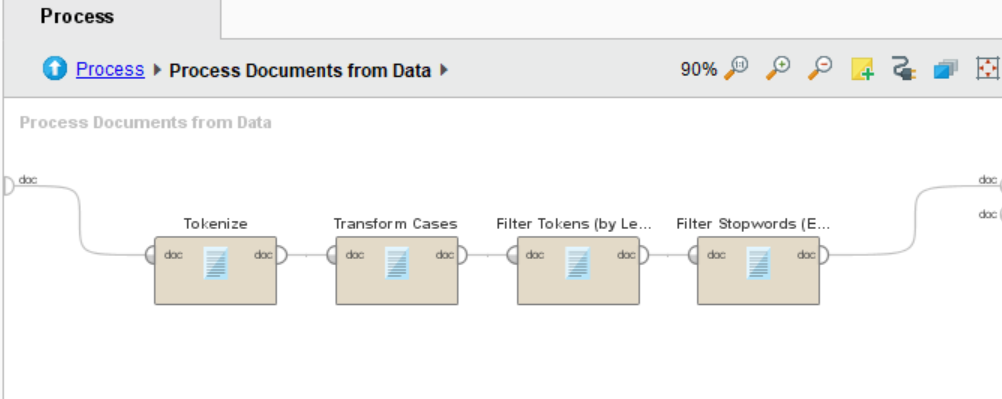 Process
Process Process Documents from Data 90%
Process Documents from Data
doc doc
doc
Tokenize Transform Cases Filter Tokens (by Le... Filter Stopwords (E...
doc doc doc doc doc doc doc doc